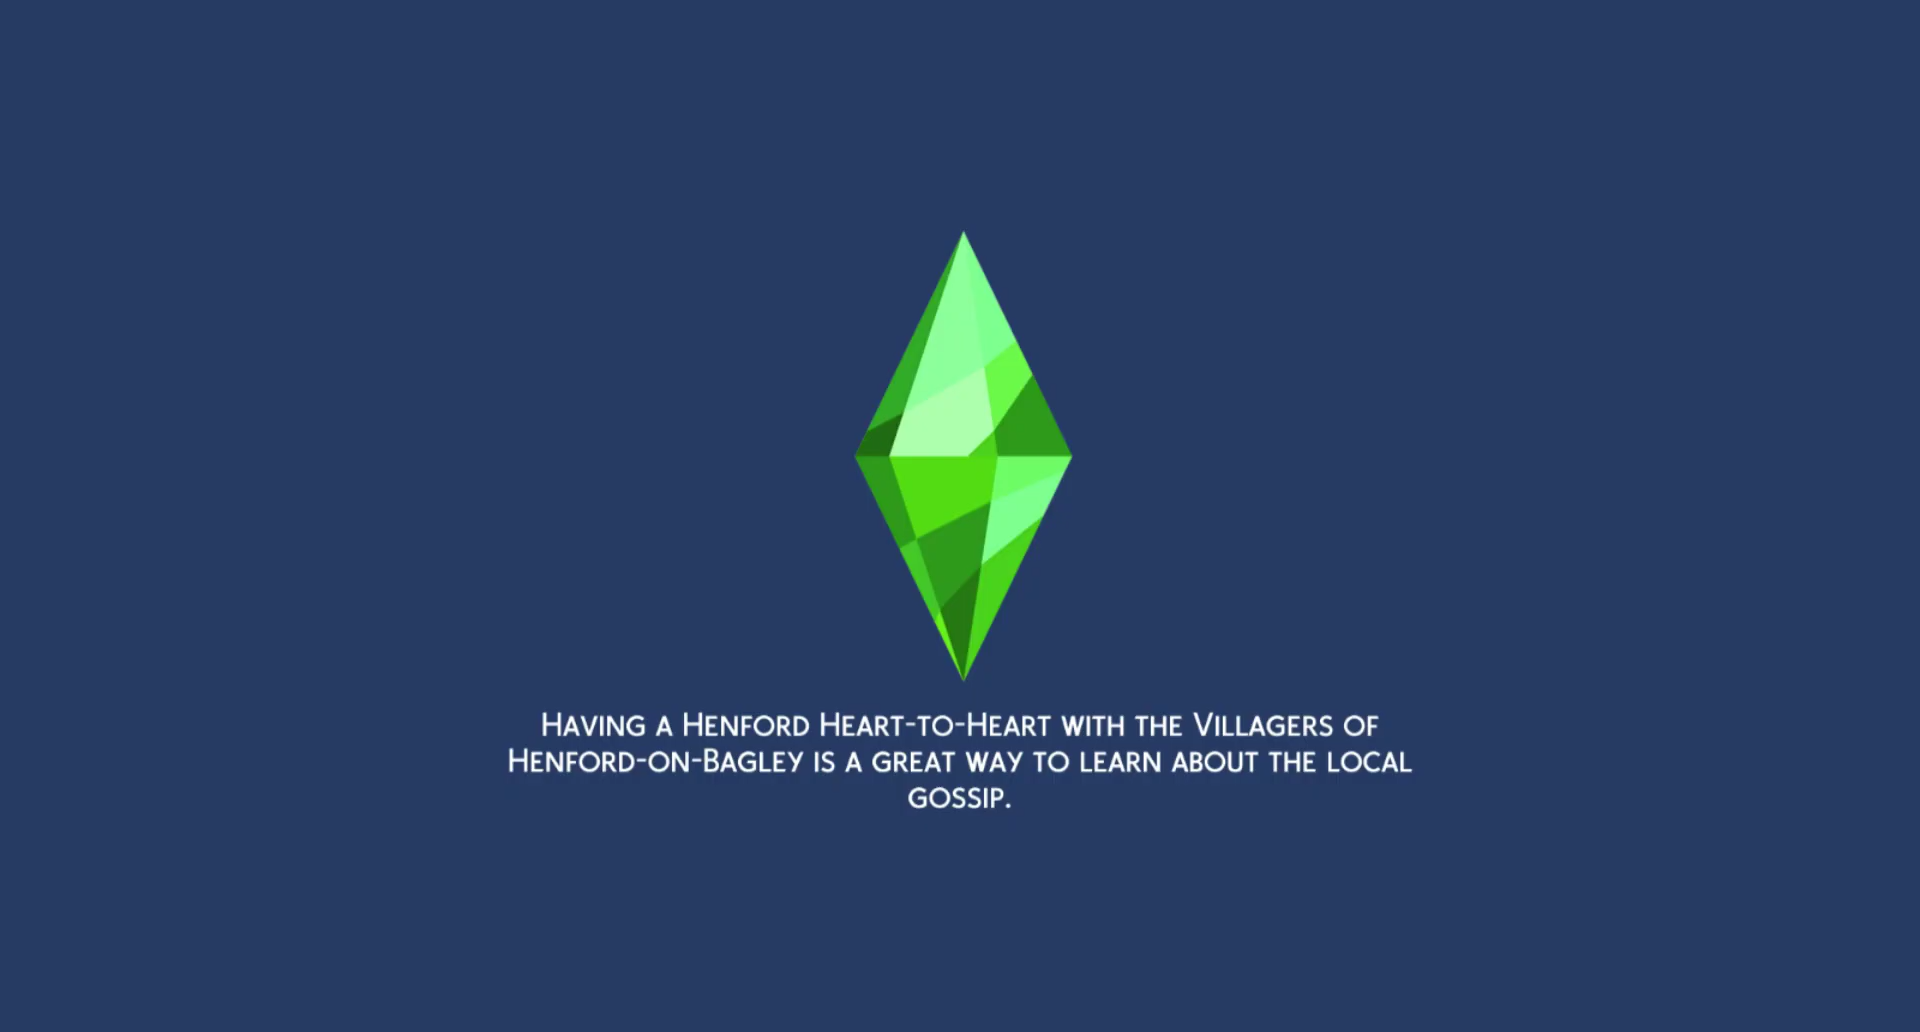 Having a Henford Heart-to-Heart with the Villagers of
Henford-on-Bagley is a great way to learn about the local
gossip.